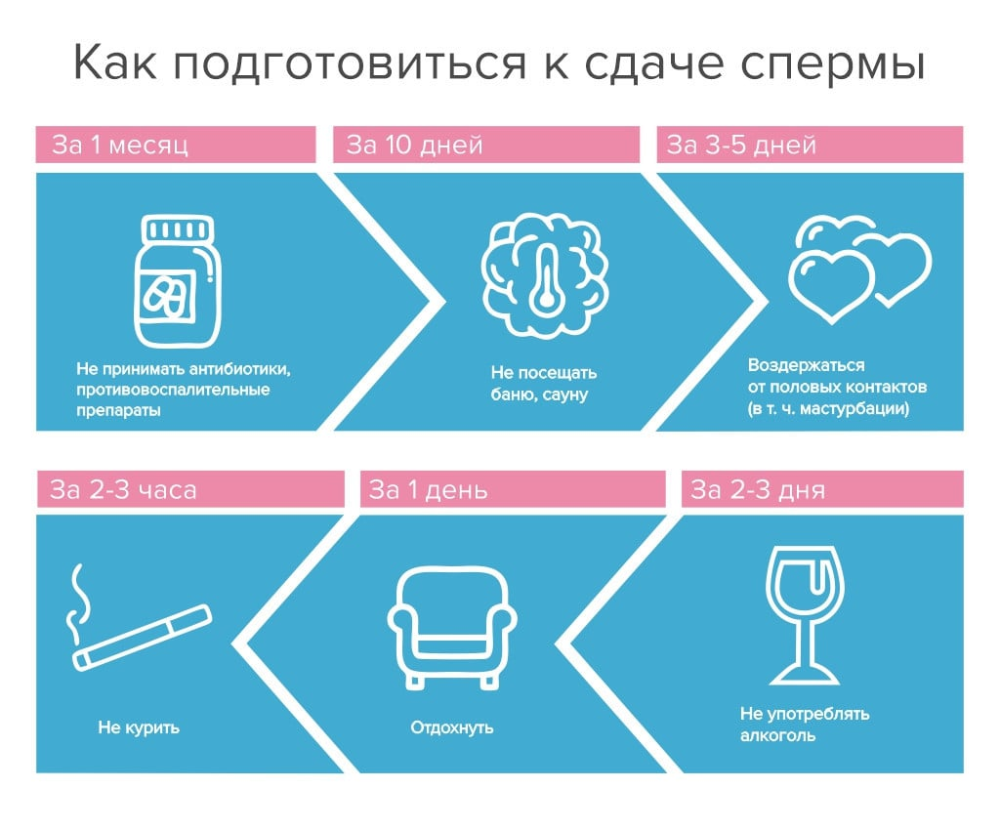 Как подготовиться к сдаче спермы
За 1 месяц
Не принимать антибиотики,
противовоспалительные
препараты
За 10 дней
Не посещать
баню, сауну
За 3-5 дней
Воздержаться
от половых контактов
(в т. ч. мастурбации)
За 2-3 дня
Не употреблять
алкоголь
За 1 день
Отдохнуть
За 2-3 часа
Не курить